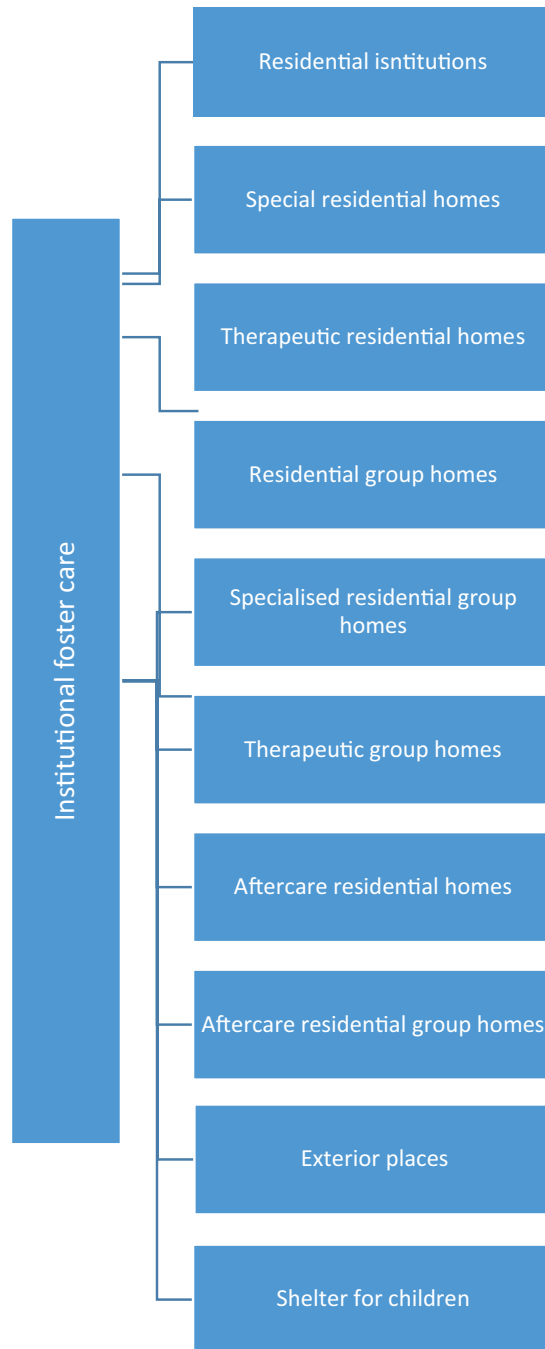 Residential isntitutions
Special residential homes
Therapeutic residential homes
Residential group homes
Institutional foster care
Specialised residential group
homes
Therapeutic group homes
Aftercare residential homes
Aftercare residential group homes
Exterior places
Shelter for children